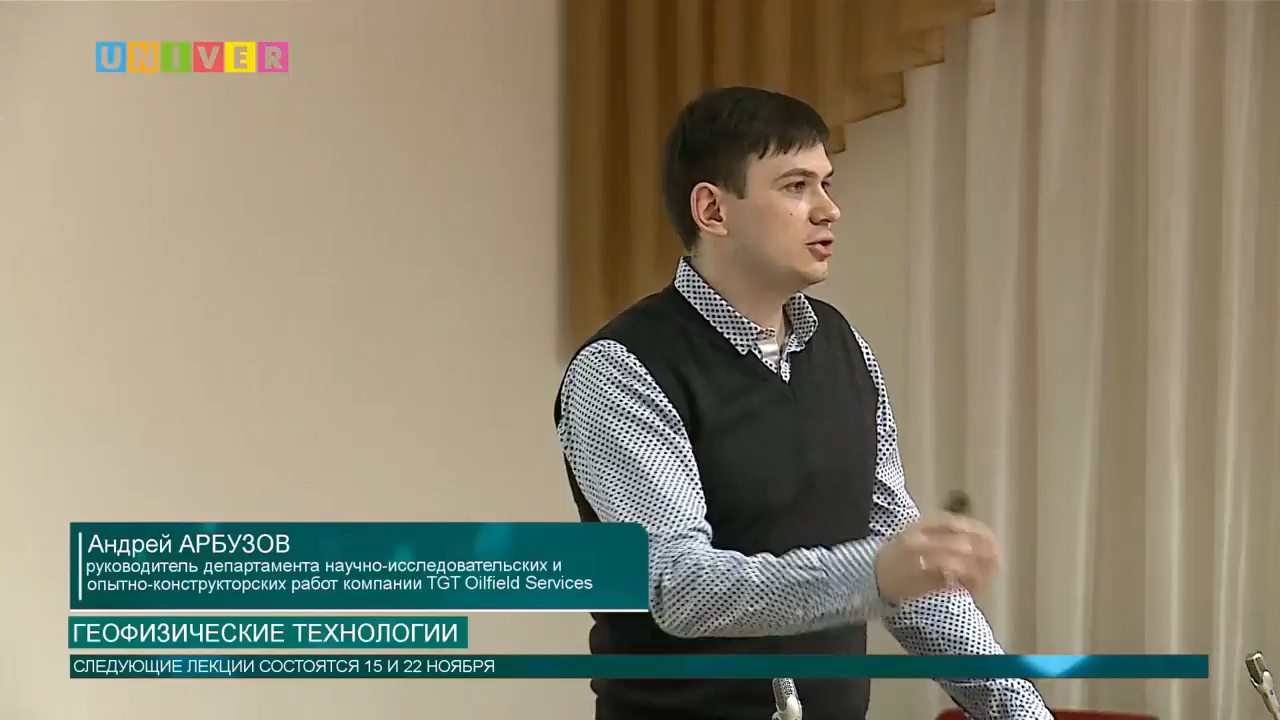 UNIVER
Андрей АРБУЗОВ
руководитель департамента научно-исследовательских и
опытно-конструкторских работ компании TGT Oilfield Services
ГЕОФИЗИЧЕСКИЕ ТЕХНОЛОГИИ
СЛЕДУЮЩИЕ ЛЕКЦИИ СОСТОЯТСЯ 15 И 22 НОЯБРЯ